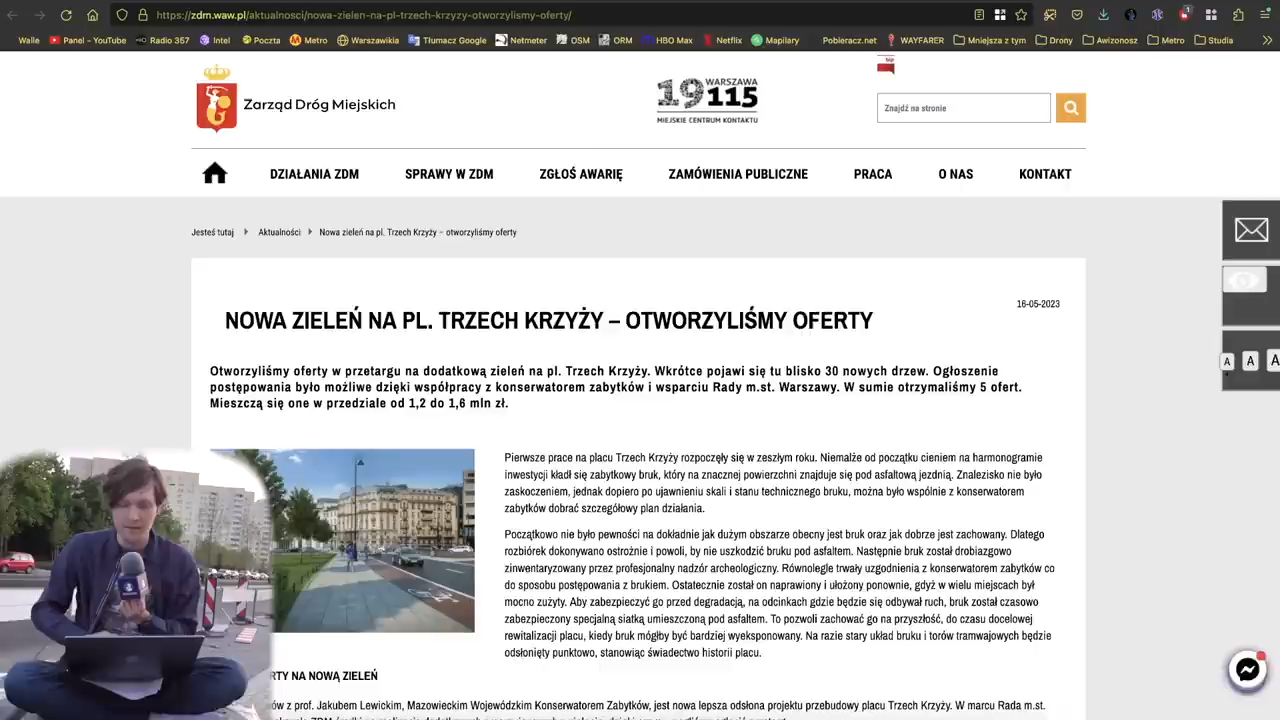 https://zdm.waw.pl/aktualnosci/nowa-zielen-na-pl-trzech-krzyzy-otworzylismy-oferty/
Walle Panel - YouTube Radio 357 Intel Praca Metro Warszawa Tłumacz Google Netmeter OSM ORM HBO Max Netflix Mapilary Pobieracz.net WAYFARER Miniejsza z tym Drony Awizonosz Metro Studia
Zarząd Dróg Miejskich
19115 WARSZAWA
MIEJSKIE CENTRUM KONTAKTU
bip
Znajdź na stronie
DZIAŁANIA ZDM SPRAWY W ZDM ZGŁOŚ AWARIĘ ZAMÓWIENIA PUBLICZNE PRACA O NAS KONTAKT
Jesteś tutaj Aktualności Nowa zieleń na pl. Trzech Krzyży – otworzyliśmy oferty
16-05-2023
NOWA ZIELEŃ NA PL. TRZECH KRZYŻY – OTWORZYLIŚMY OFERTY
A A A
Otworzyliśmy oferty w przetargu na dodatkową zieleń na pl. Trzech Krzyży. Wkrótce pojawi się tu blisko 30 nowych drzew. Ogłoszenie
postępowania było możliwe dzięki współpracy z konserwatorem zabytków i wsparciu Rady m.st. Warszawy. W sumie otrzymaliśmy 5 ofert.
Mieszczą się one w przedziale od 1,2 do 1,6 mln zł.
Pierwsze prace na placu Trzech Krzyży rozpoczęły się w zeszłym roku. Niemalże od początku cieniem na harmonogramie
inwestycji kładł się zabytkowy bruk, który na znacznej powierzchni znajduje się pod asfaltową jezdnią. Znalezisko nie było
zaskoczeniem, jednak dopiero po ujawnieniu skali i stanu technicznego bruku, można było wspólnie z konserwatorem
zabytków dobrać szczegółowy plan działania.
Początkowo nie było pewności na dokładnie jak dużym obszarze obecny jest bruk oraz jak dobrze jest zachowany. Dlatego
rozbiórek dokonywano ostrożnie i powoli, by nie uszkodzić bruku pod asfaltem. Następnie bruk został drobiazgowo
zinwentaryzowany przez profesjonalny nadzór archeologiczny. Równolegle trwały uzgodnienia z konserwatorem zabytków co
do sposobu postępowania z brukiem. Ostatecznie został on naprawiony i ułożony ponownie, gdyż w wielu miejscach był
mocno zużyty. Aby zabezpieczyć go przed degradacją, na odcinkach gdzie będzie się odbywał ruch, bruk został czasowo
zabezpieczony specjalną siatką umieszczoną pod asfaltem. To pozwoli zachować go na przyszłość, do czasu docelowej
rewitalizacji placu, kiedy bruk mógłby być bardziej wyeksponowany. Na razie stary układ bruku i torów tramwajowych będzie
odsłonięty punktowo, stanowiąc świadectwo historii placu.
RTY NA NOWĄ ZIELEŃ
ów z prof. Jakubem Lewickim, Mazowieckim Wojewódzkim Konserwatorem Zabytków, jest nowa lepsza odsłona projektu przebudowy placu Trzech Krzyży. W marcu Rada m.st.